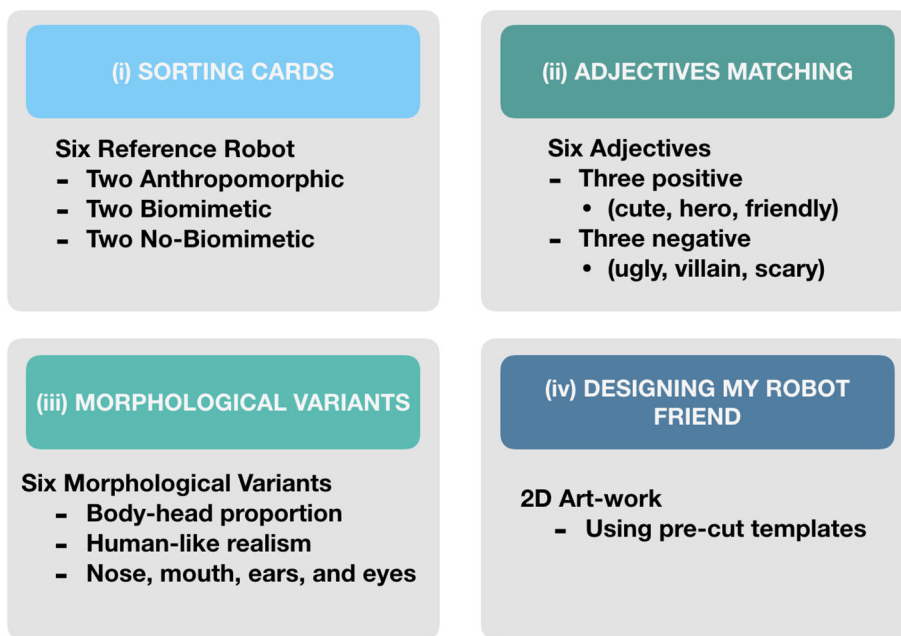 (i) SORTING CARDS
Six Reference Robot
- Two Anthropomorphic
- Two Biomimetic
- Two No-Biomimetic
(ii) ADJECTIVES MATCHING
Six Adjectives
- Three positive
• (cute, hero, friendly)
- Three negative
• (ugly, villain, scary)
(iii) MORPHOLOGICAL VARIANTS
Six Morphological Variants
- Body-head proportion
- Human-like realism
- Nose, mouth, ears, and eyes
(iv) DESIGNING MY ROBOT
FRIEND
2D Art-work
- Using pre-cut templates